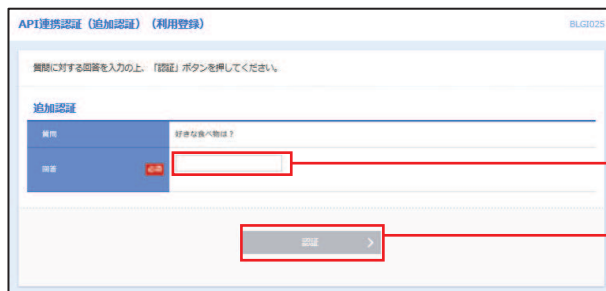 API連携認証（追加認証）（利用登録）
BLGI025
質問に対する回答を入力の上、「認証」ボタンを押してください。
追加認証
質問
好きな食べ物は？
回答
必須
認証